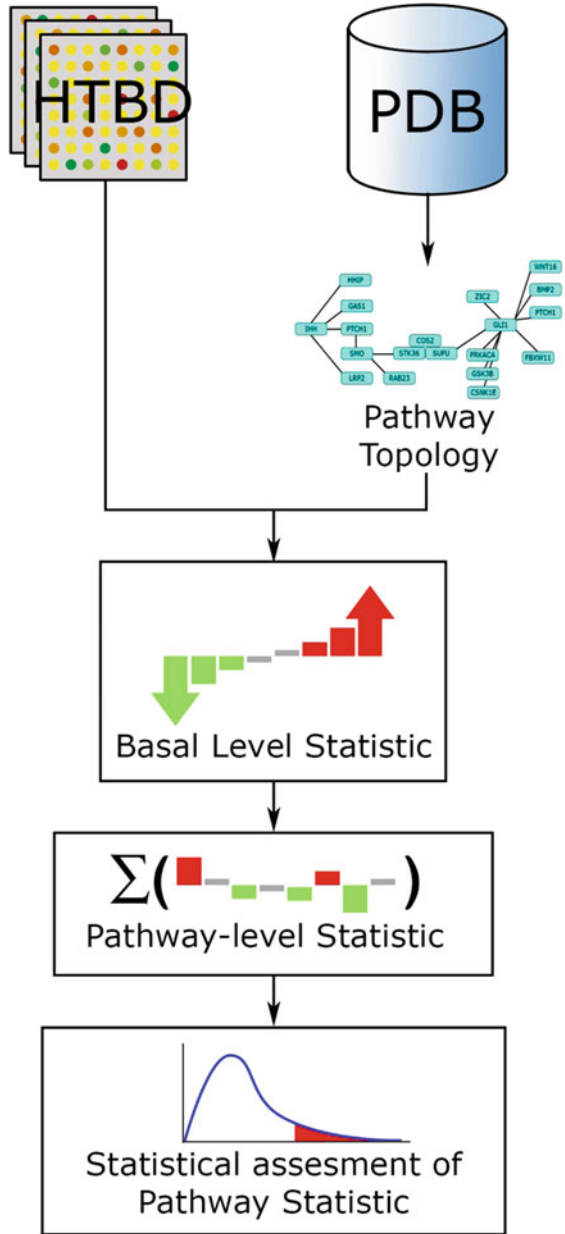 HTBD
PDB
WNT16
HHIP
BMP2
ZIC2
GAS1
PTCH1
IHH
PTCH1
GLI1
COS2
SMO
STK36
SUFU
PRKACA
FBXW11
LRP2
RAB23
GSK3B
CSNK1E
Pathway
Topology
Basal Level Statistic
Σ( )
Pathway-level Statistic
Statistical assesment of
Pathway Statistic